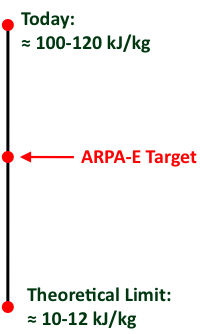 Today:
≈ 100-120 kJ/kg
ARPA-E Target
Theoretical Limit:
≈ 10-12 kJ/kg